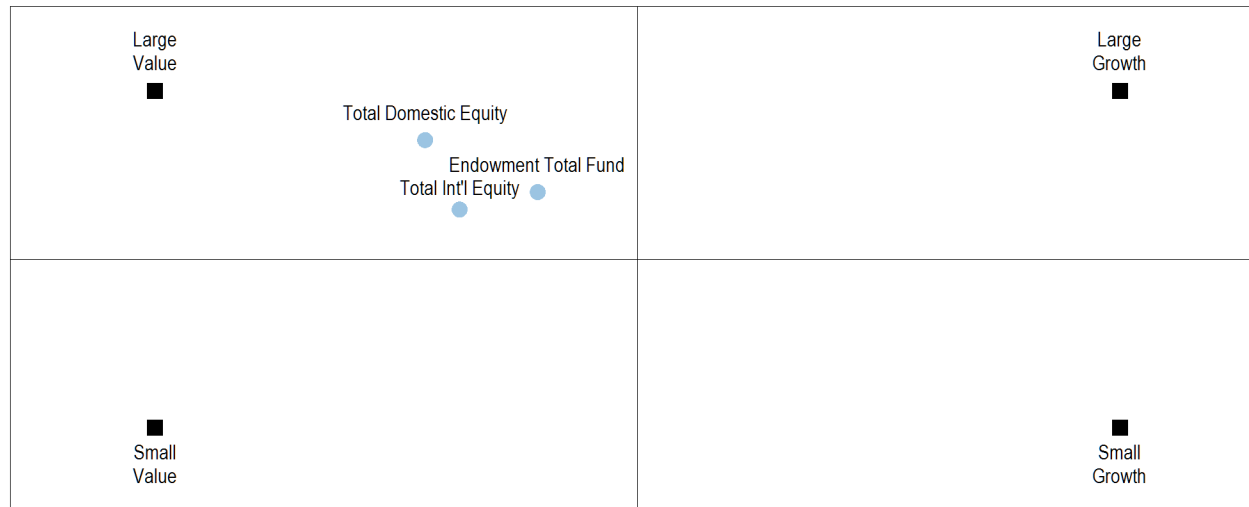 Large
Value
Large
Growth
Total Domestic Equity
Endowment Total Fund
Total Int'l Equity
Small
Value
Small
Growth